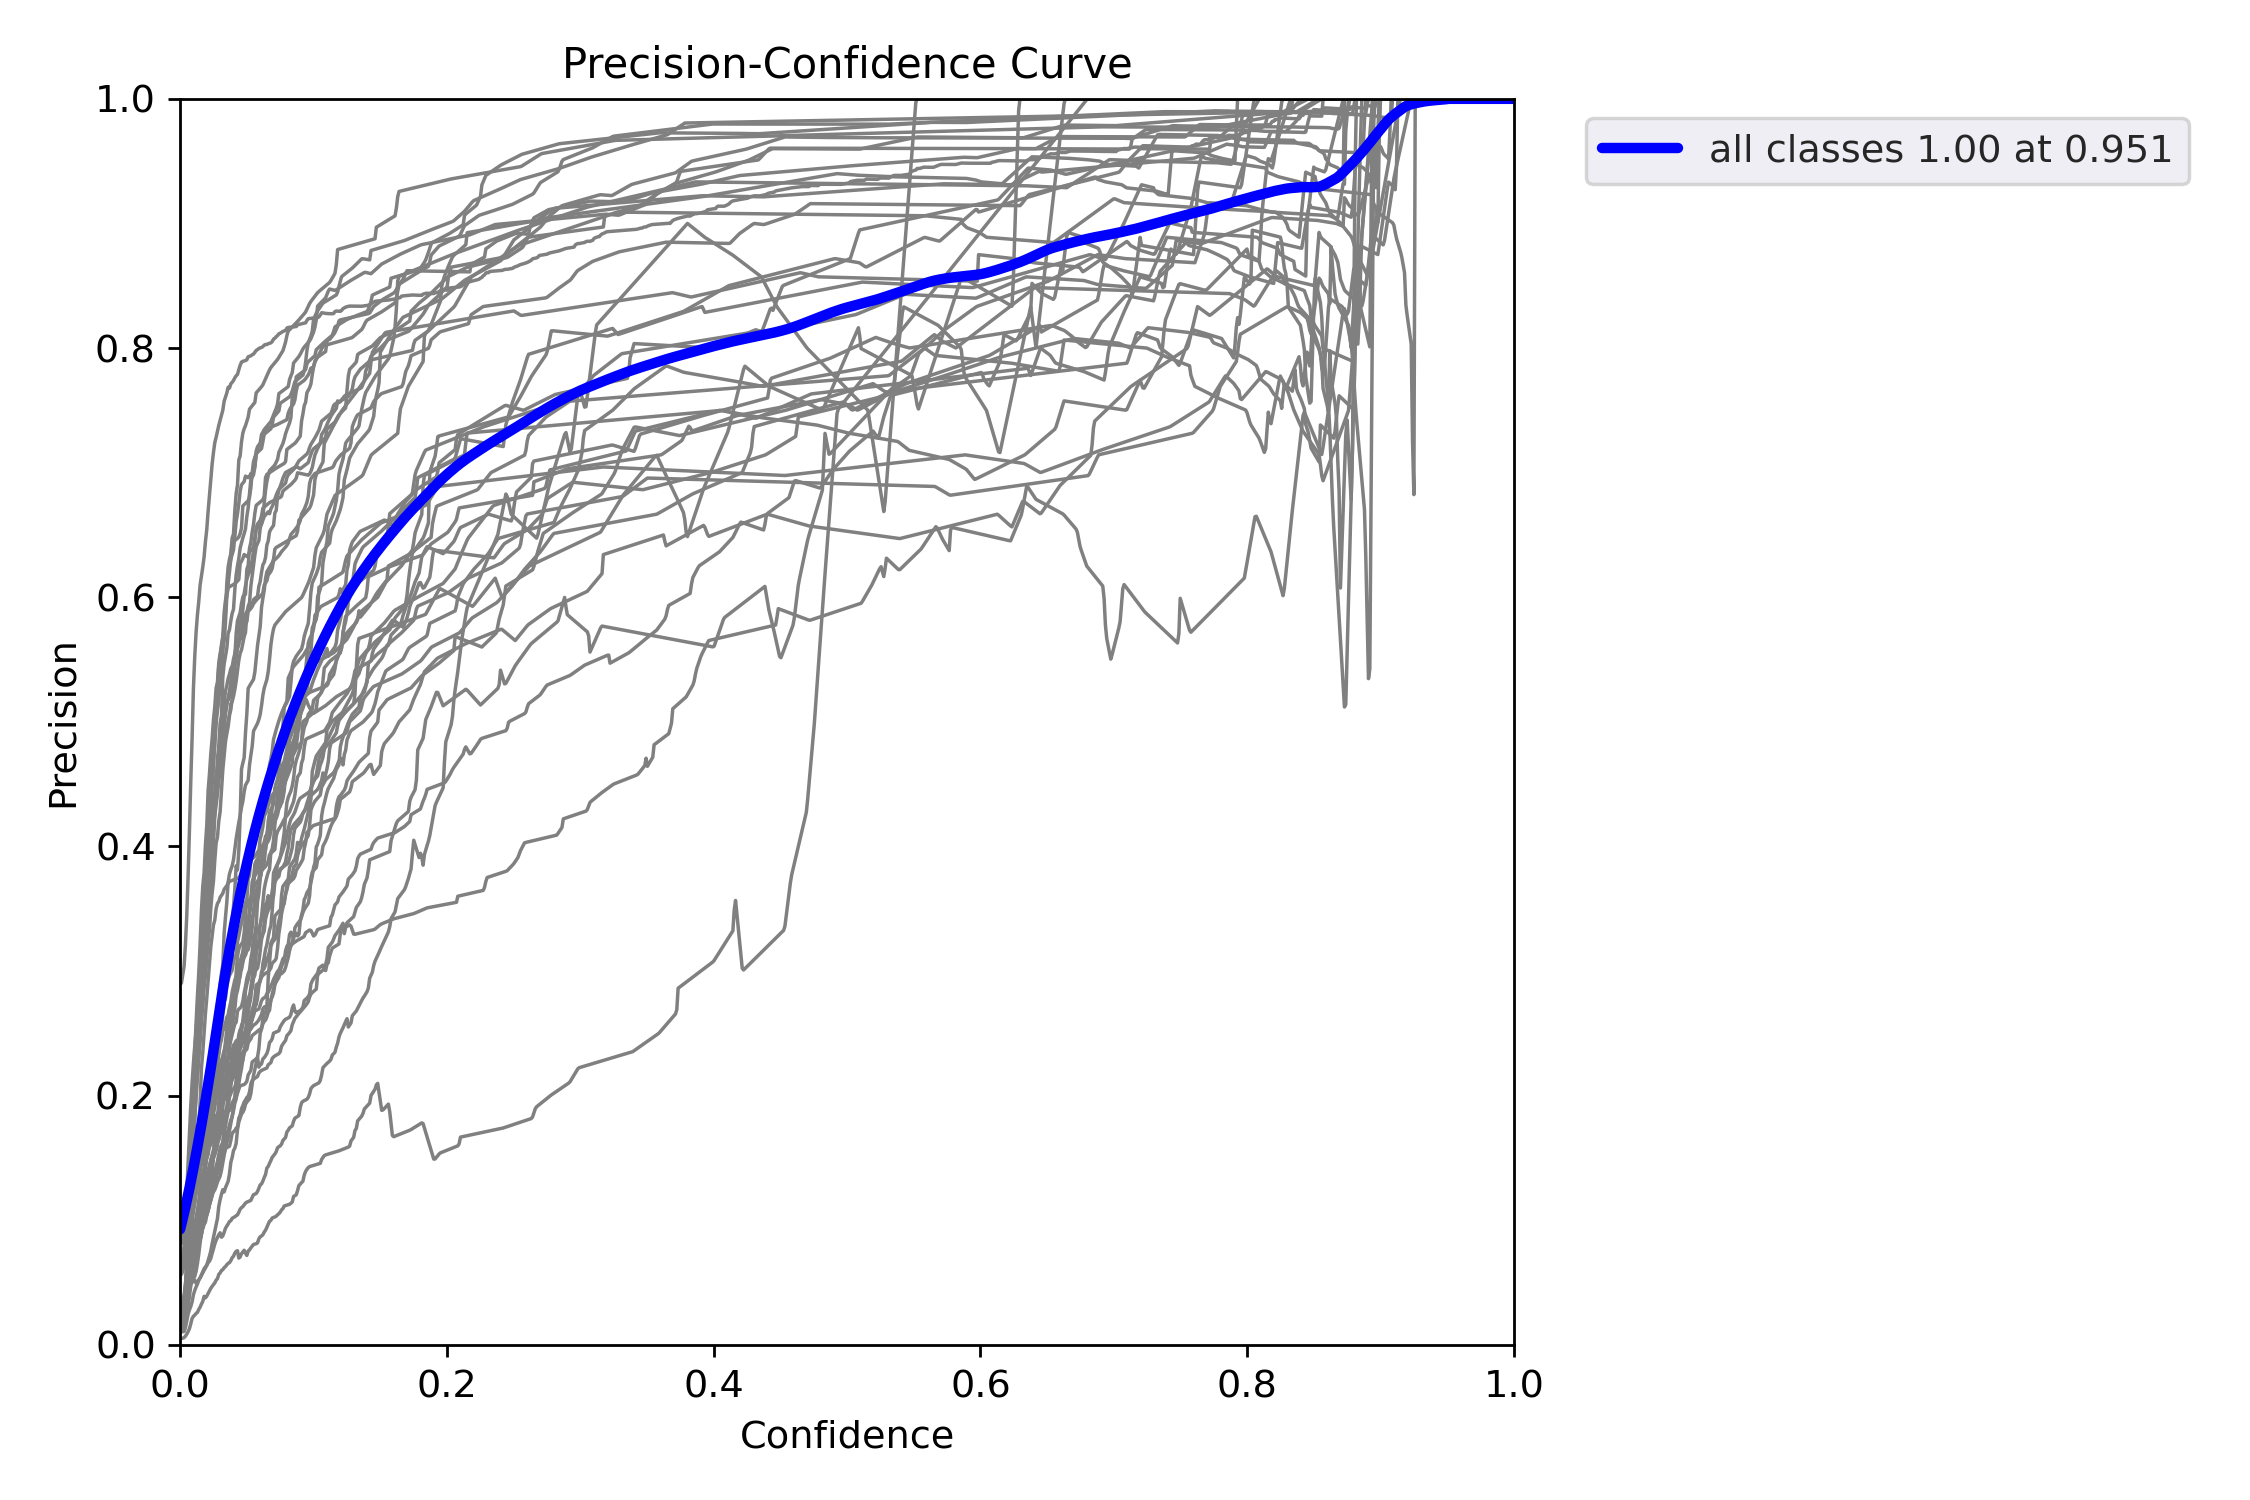 Precision-Confidence Curve
1.0
0.8
0.6
0.4
0.2
0.0
Precision
0.0 0.2 0.4 0.6 0.8 1.0
Confidence
all classes 1.00 at 0.951